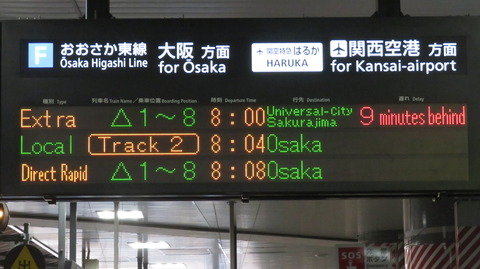 F おおさか東線 大阪 方面 関空特急 はるか 関西空港 方面
Ōsaka Higashi Line for Ōsaka HARUKA for Kansai-airport
種別 Type 列車名 Train Name／乗車位置 Boarding Position 時刻 Departure Time 行先 Destination 遅れ Delay
Extra △1～8 8:00 Universal-City Sakurajima 9 minutes behind
Local Track 2 8:04 Osaka
Direct Rapid △1～8 8:08 Osaka
SOS